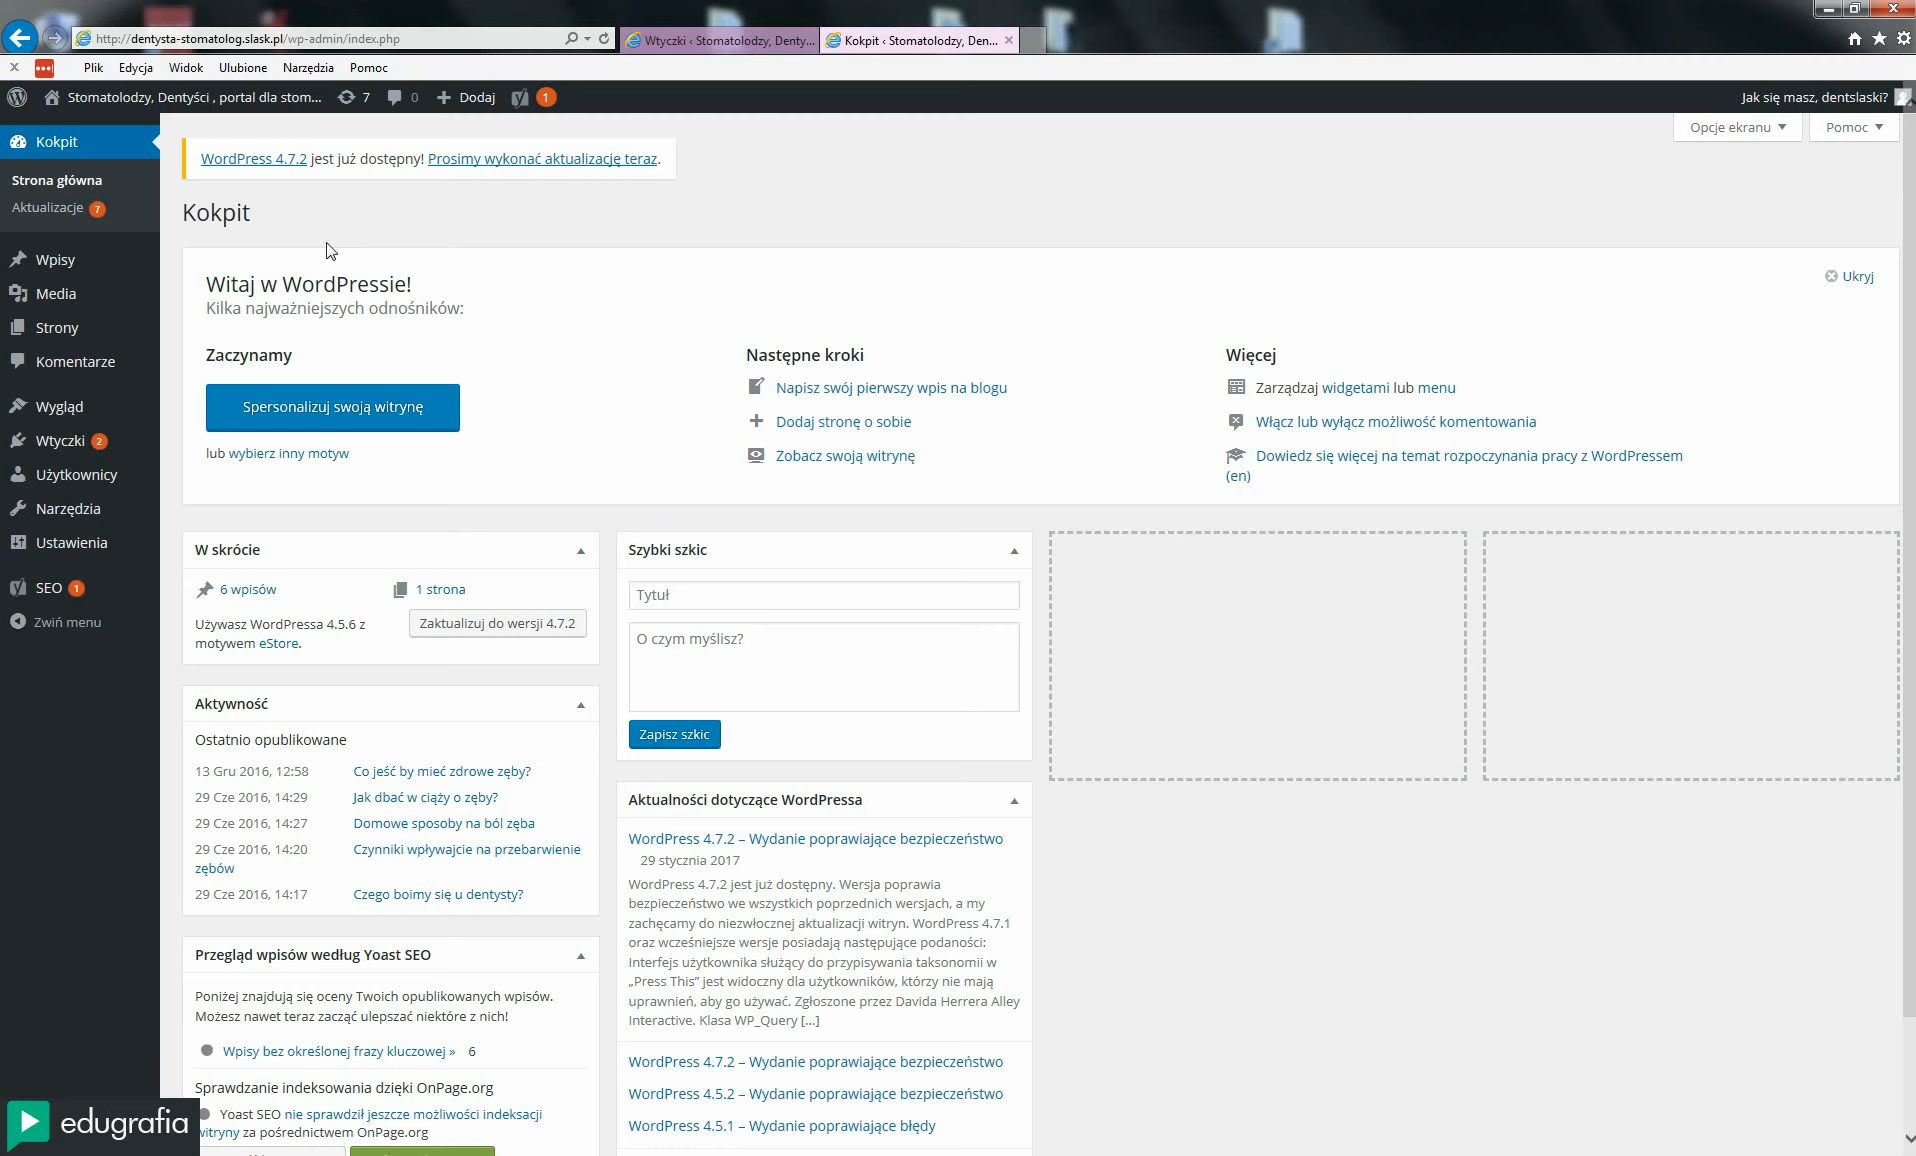 http://dentysta-stomatolog.slask.pl/wp-admin/index.php
Wtyczki ‹ Stomatolodzy, Denty...
Kokpit ‹ Stomatolodzy, Den...
Plik Edycja Widok Ulubione Narzędzia Pomoc
Stomatolodzy, Dentyści , portal dla stom... 7 0 Dodaj 1
Jak się masz, dentslaski?
Opcje ekranu
Pomoc
Kokpit
Strona główna
Aktualizacje 7
Wpisy
Media
Strony
Komentarze
Wygląd
Wtyczki 2
Użytkownicy
Narzędzia
Ustawienia
SEO 1
Zwiń menu
WordPress 4.7.2 jest już dostępny! Prosimy wykonać aktualizację teraz.
Kokpit
Witaj w WordPressie!
Kilka najważniejszych odnośników:
Ukryj
Zaczynamy
Spersonalizuj swoją witrynę
lub wybierz inny motyw
Następne kroki
Napisz swój pierwszy wpis na blogu
Dodaj stronę o sobie
Zobacz swoją witrynę
Więcej
Zarządzaj widgetami lub menu
Włącz lub wyłącz możliwość komentowania
Dowiedz się więcej na temat rozpoczynania pracy z WordPressem
(en)
W skrócie
6 wpisów
1 strona
Używasz WordPressa 4.5.6 z
motywem eStore.
Zaktualizuj do wersji 4.7.2
Aktywność
Ostatnio opublikowane
13 Gru 2016, 12:58 Co jeść by mieć zdrowe zęby?
29 Cze 2016, 14:29 Jak dbać w ciąży o zęby?
29 Cze 2016, 14:27 Domowe sposoby na ból zęba
29 Cze 2016, 14:20 Czynniki wpływajcie na przebarwienie
zębów
29 Cze 2016, 14:17 Czego boimy się u dentysty?
Przegląd wpisów według Yoast SEO
Poniżej znajdują się oceny Twoich opublikowanych wpisów.
Możesz nawet teraz zacząć ulepszać niektóre z nich!
Wpisy bez określonej frazy kluczowej » 6
Sprawdzanie indeksowania dzięki OnPage.org
Yoast SEO nie sprawdził jeszcze możliwości indeksacji
witryny za pośrednictwem OnPage.org
Szybki szkic
Tytuł
O czym myślisz?
Zapisz szkic
Aktualności dotyczące WordPressa
WordPress 4.7.2 – Wydanie poprawiające bezpieczeństwo
29 stycznia 2017
WordPress 4.7.2 jest już dostępny. Wersja poprawia
bezpieczeństwo we wszystkich poprzednich wersjach, a my
zachęcamy do niezwłocznej aktualizacji witryn. WordPress 4.7.1
oraz wcześniejsze wersje posiadają następujące podaności:
Interfejs użytkownika służący do przypisywania taksonomii w
„Press This” jest widoczny dla użytkowników, którzy nie mają
uprawnień, aby go używać. Zgłoszone przez Davida Herrera Alley
Interactive. Klasa WP_Query [...]
WordPress 4.7.2 – Wydanie poprawiające bezpieczeństwo
WordPress 4.5.2 – Wydanie poprawiające bezpieczeństwo
WordPress 4.5.1 – Wydanie poprawiające błędy
edugrafia